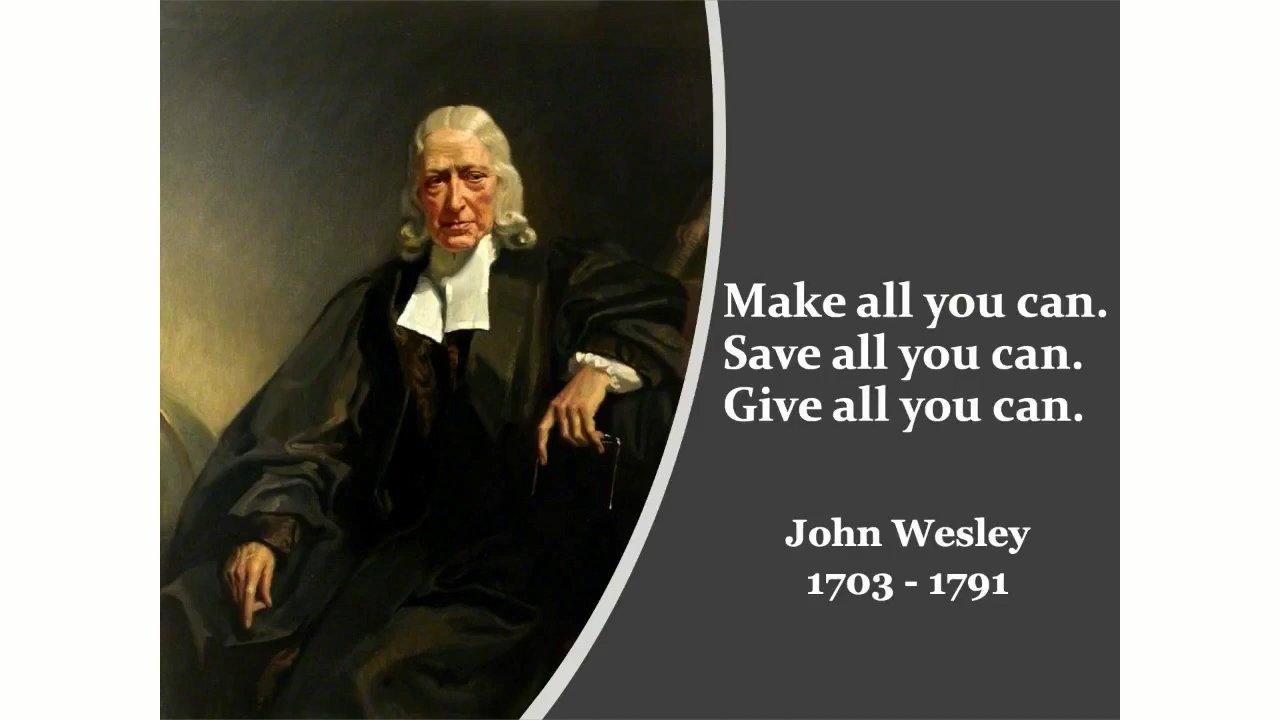 Make all you can.
Save all you can.
Give all you can.
John Wesley
1703 - 1791